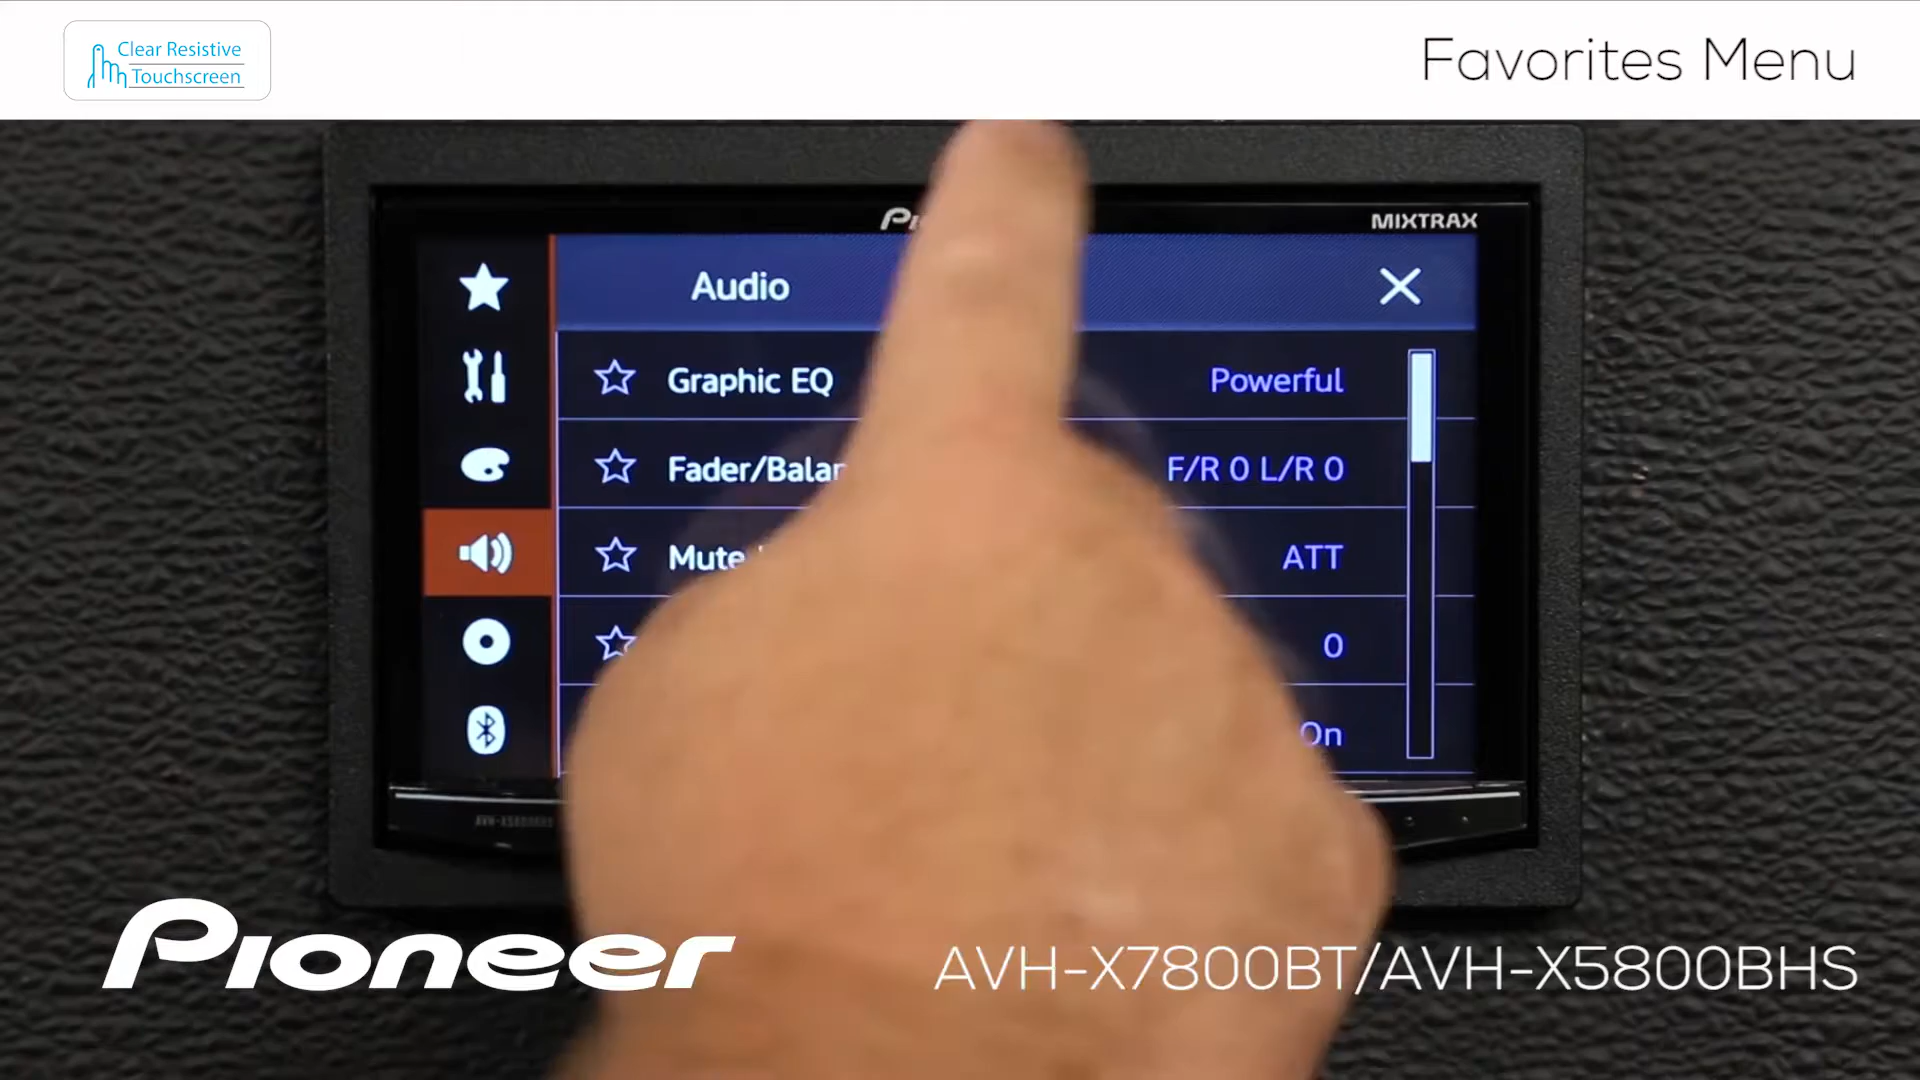 Clear Resistive
Touchscreen
Favorites Menu
MIXTRAX
Audio
Graphic EQ
Powerful
F/R 0 L/R 0
Mute
ATT
0
On
Pioneer
AVH-X7800BT/AVH-X5800BHS